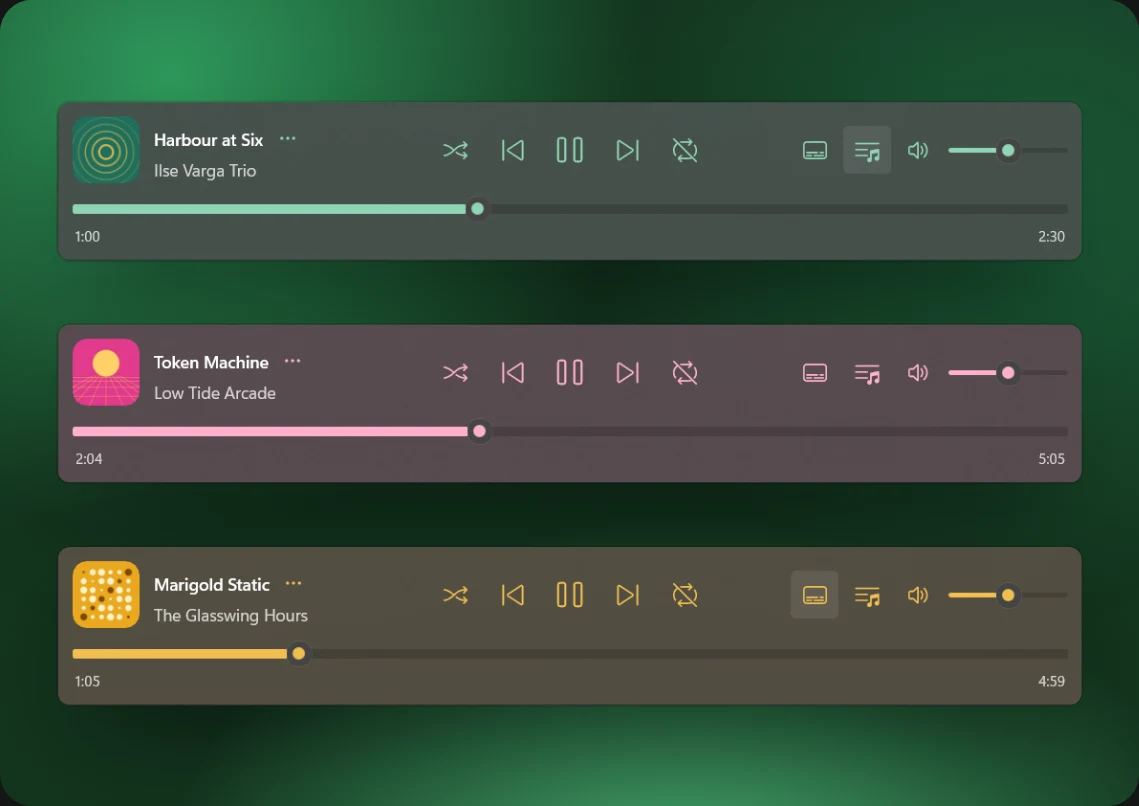 Harbour at Six
Ilse Varga Trio
1:00 2:30
Token Machine
Low Tide Arcade
2:04 5:05
Marigold Static
The Glasswing Hours
1:05 4:59